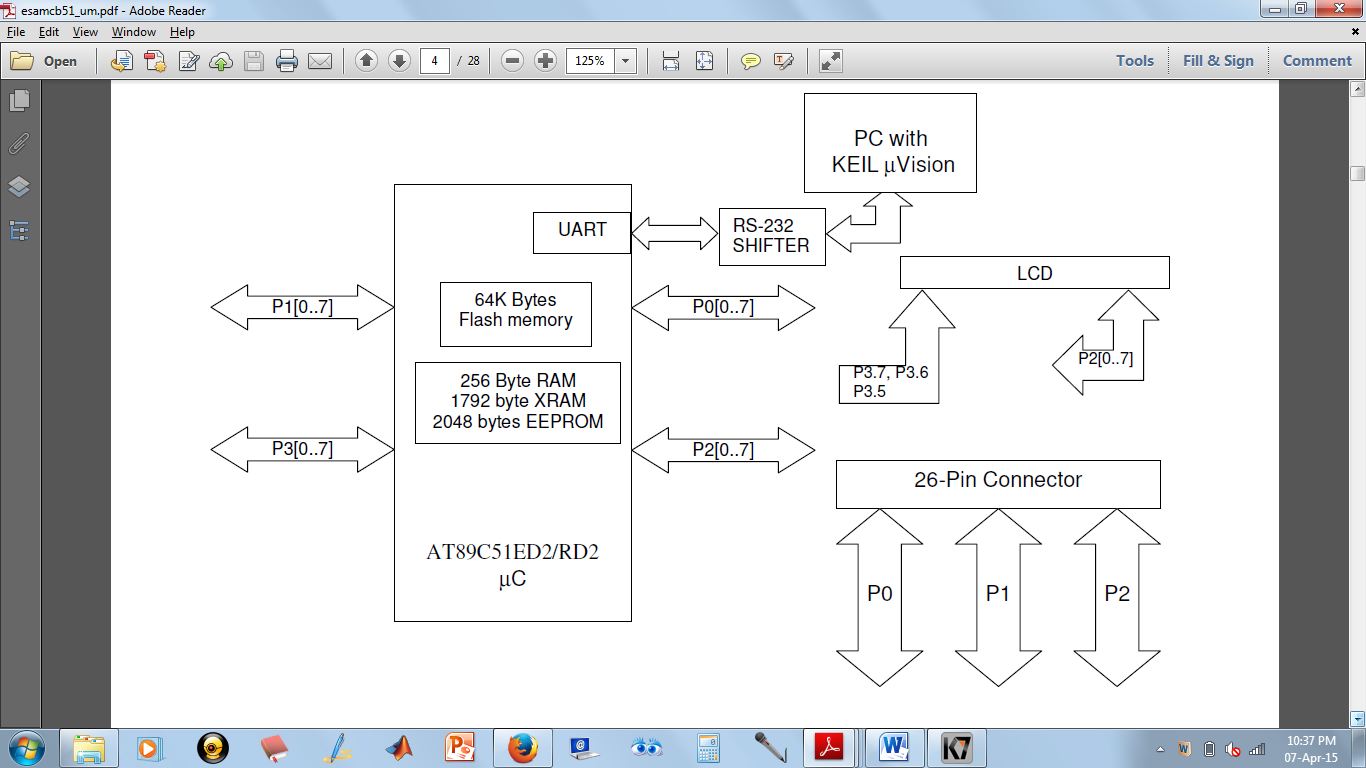 esamcb51_um.pdf - Adobe Reader
File Edit View Window Help
Open 4 / 28 125% Tools Fill & Sign Comment
PC with
KEIL µVision
UART
RS-232
SHIFTER
LCD
P1[0..7]
64K Bytes
Flash memory
P0[0..7]
P3.7, P3.6
P3.5
P2[0..7]
256 Byte RAM
1792 byte XRAM
2048 bytes EEPROM
P3[0..7]
P2[0..7]
26-Pin Connector
AT89C51ED2/RD2
µC
P0 P1 P2
10:37 PM
07-Apr-15